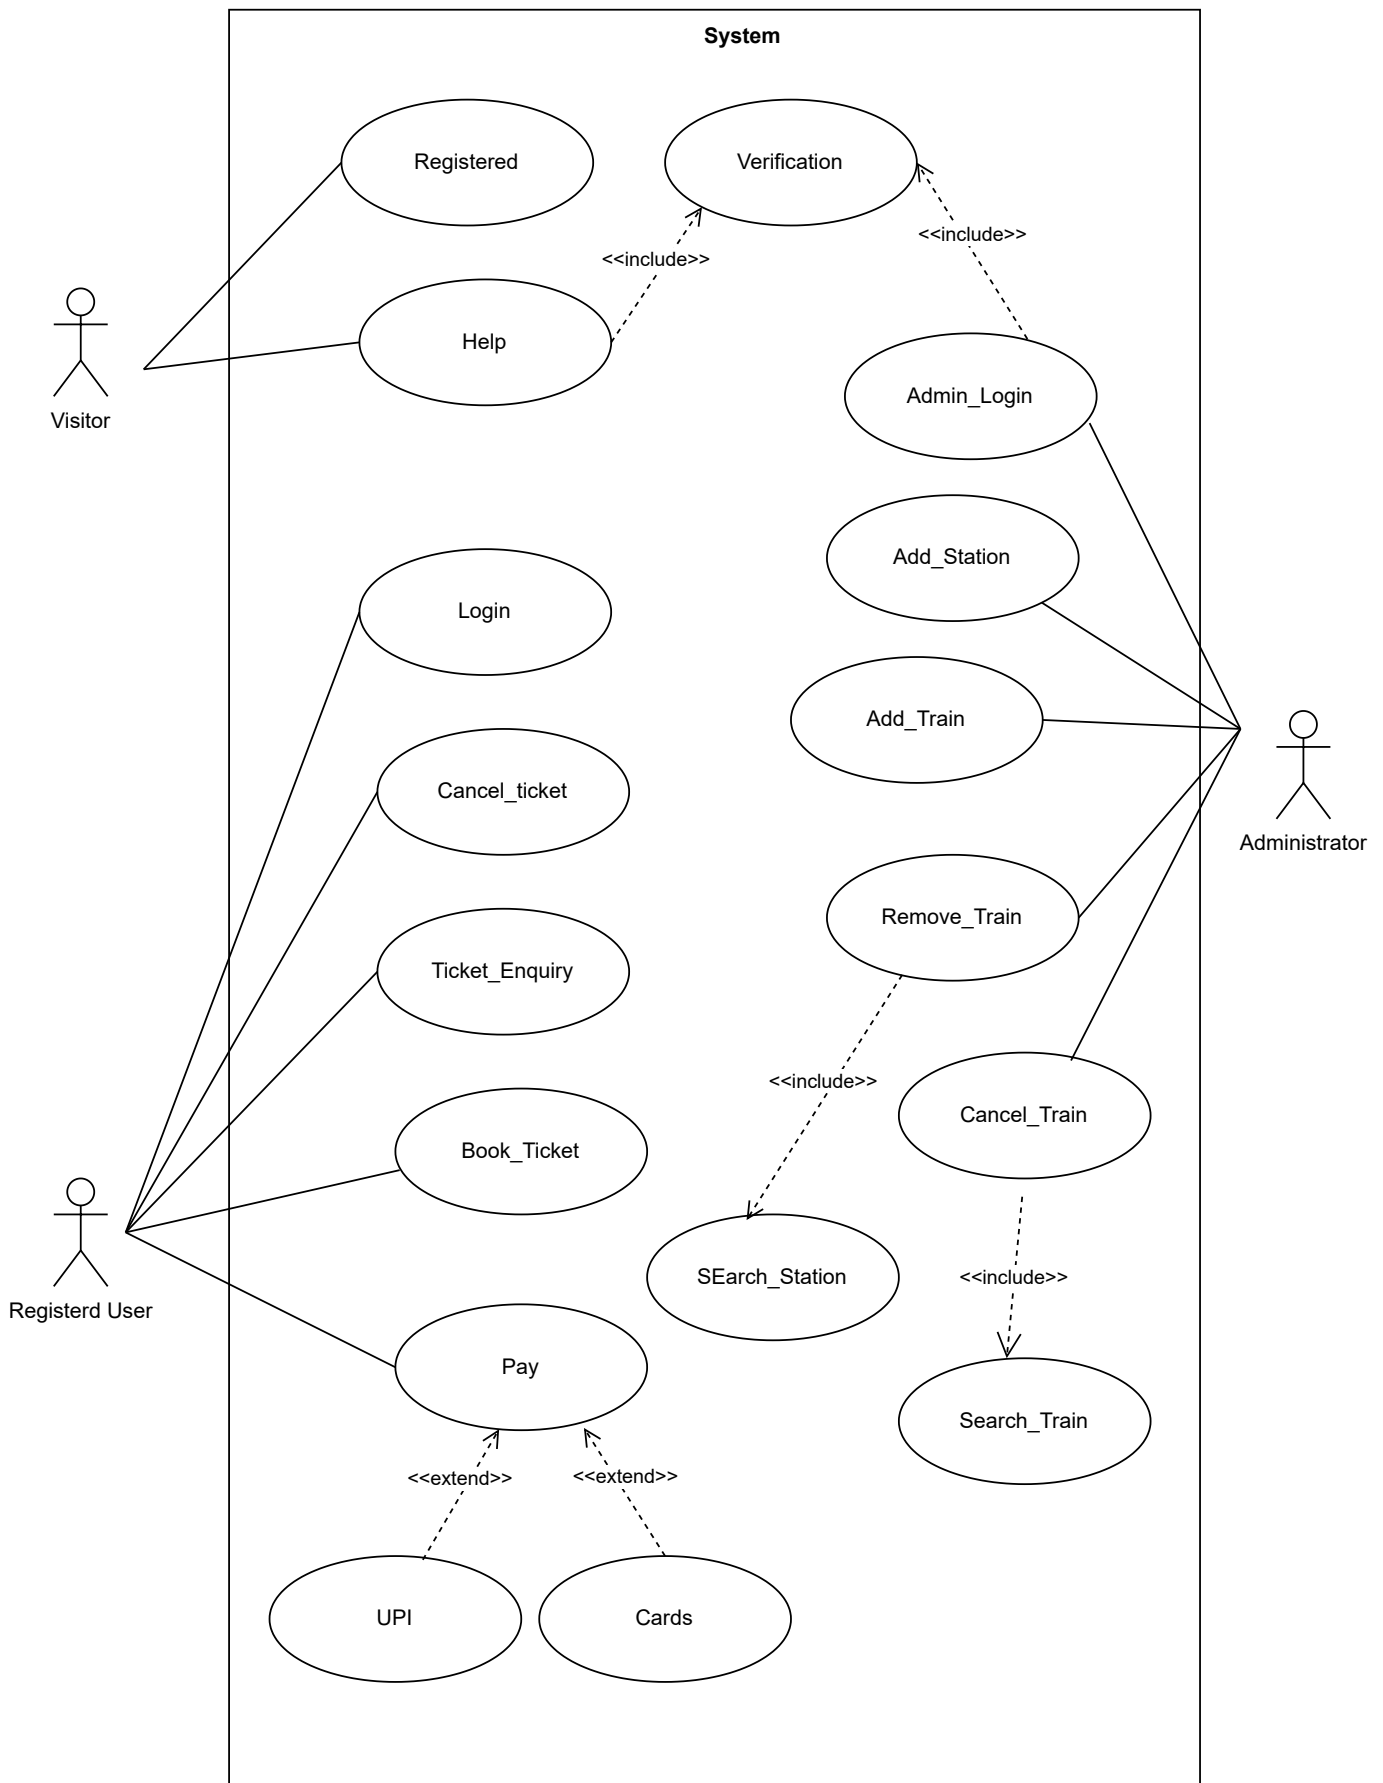 System
Registered
Verification
<<include>>
<<include>>
Help
Visitor
Admin_Login
Add_Station
Login
Add_Train
Cancel_ticket
Administrator
Remove_Train
Ticket_Enquiry
<<include>>
Cancel_Train
Book_Ticket
SEarch_Station
<<include>>
Registerd User
Pay
Search_Train
<<extend>>
<<extend>>
UPI
Cards